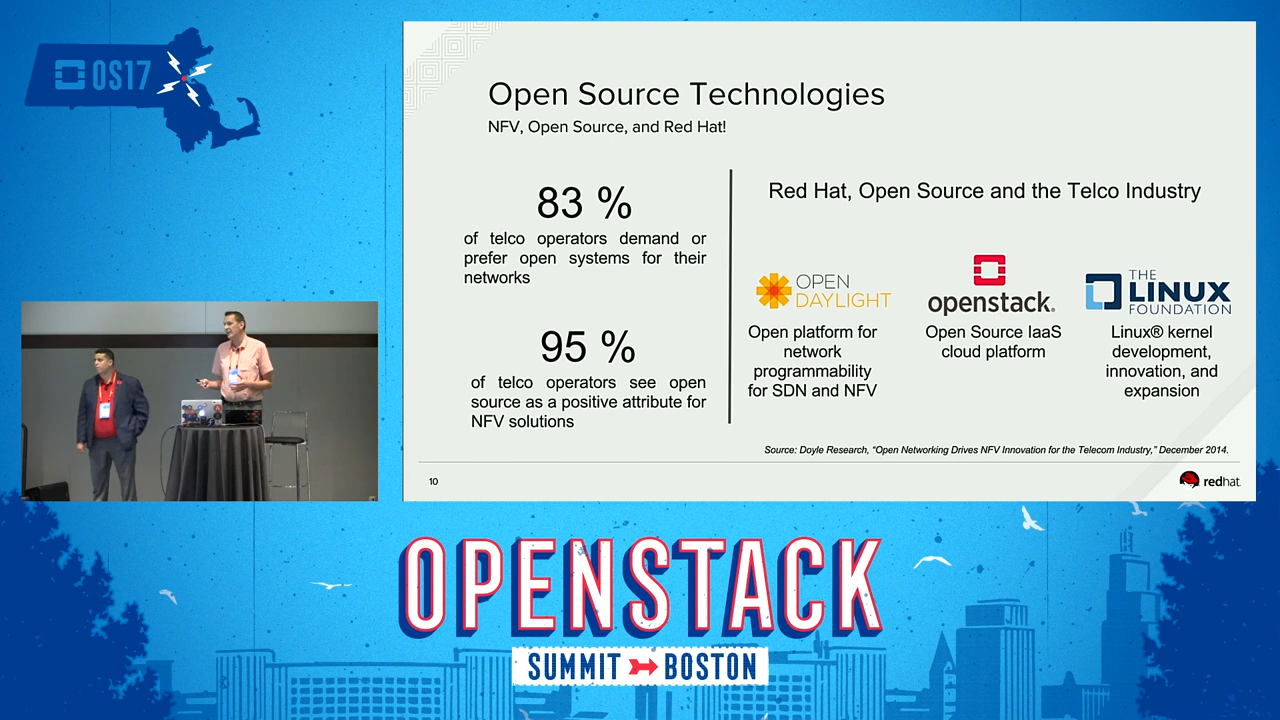 OS17
Open Source Technologies
NFV, Open Source, and Red Hat!
83 %
of telco operators demand or
prefer open systems for their
networks
95 %
of telco operators see open
source as a positive attribute for
NFV solutions
Red Hat, Open Source and the Telco Industry
OPEN
DAYLIGHT
Open platform for
network
programmability
for SDN and NFV
openstack.
Open Source IaaS
cloud platform
THE
LINUX
FOUNDATION
Linux® kernel
development,
innovation, and
expansion
Source: Doyle Research, “Open Networking Drives NFV Innovation for the Telecom Industry,” December 2014.
10
redhat.
OPENSTACK
SUMMIT BOSTON